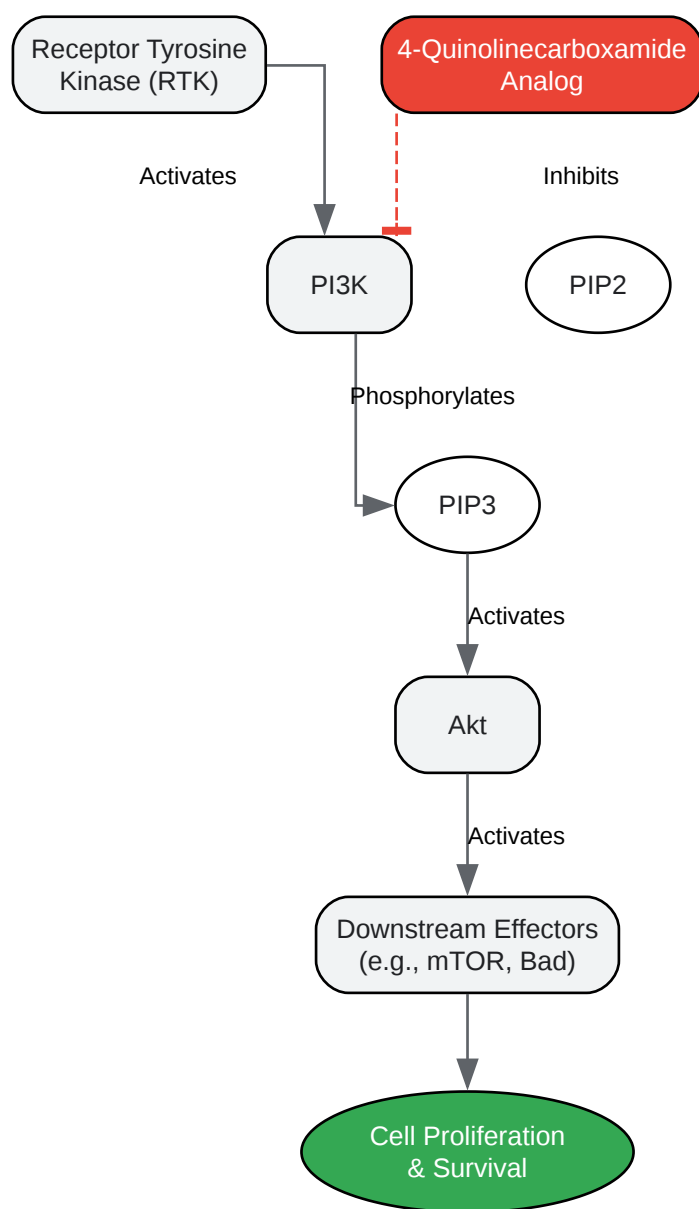 Receptor Tyrosine
Kinase (RTK)
4-Quinolinecarboxamide
Analog
Activates
Inhibits
PI3K
PIP2
Phosphorylates
PIP3
Activates
Akt
Activates
Downstream Effectors
(e.g., mTOR, Bad)
Cell Proliferation
& Survival